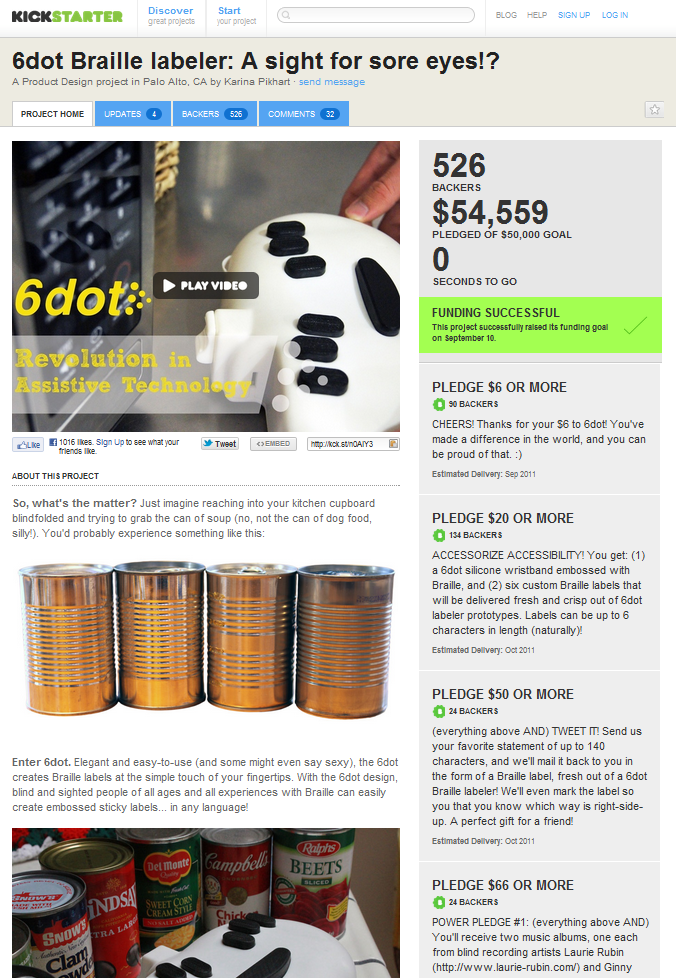 KICKSTARTER
Discover
great projects
Start
your project
BLOG HELP SIGN UP LOG IN
6dot Braille labeler: A sight for sore eyes!?
A Product Design project in Palo Alto, CA by Karina Pikhart · send message
PROJECT HOME
UPDATES 4
BACKERS 526
COMMENTS 32
6dot
PLAY VIDEO
Revolution in
Assistive Technology
Like
1016 likes. Sign Up to see what your
friends like.
Tweet
<>EMBED
http://kck.st/n0AIY3
ABOUT THIS PROJECT
So, what's the matter? Just imagine reaching into your kitchen cupboard
blindfolded and trying to grab the can of soup (no, not the can of dog food,
silly!). You'd probably experience something like this:
Enter 6dot. Elegant and easy-to-use (and some might even say sexy), the 6dot
creates Braille labels at the simple touch of your fingertips. With the 6dot design,
blind and sighted people of all ages and all experiences with Braille can easily
create embossed sticky labels... in any language!
SNOW'S
SNOW'S
Clam
LINDSAY
TRA LARG
Del Monte
Quality
SWEET CORN
CREAM STYLE
Campbell's
Chicken
Ralphs
BEETS
SLICED
526
BACKERS
$54,559
PLEDGED OF $50,000 GOAL
0
SECONDS TO GO
FUNDING SUCCESSFUL
This project successfully raised its funding goal
on September 10.
PLEDGE $6 OR MORE
90 BACKERS
CHEERS! Thanks for your $6 to 6dot! You've
made a difference in the world, and you can
be proud of that. :)
Estimated Delivery: Sep 2011
PLEDGE $20 OR MORE
134 BACKERS
ACCESSORIZE ACCESSIBILITY! You get: (1)
a 6dot silicone wristband embossed with
Braille, and (2) six custom Braille labels that
will be delivered fresh and crisp out of 6dot
labeler prototypes. Labels can be up to 6
characters in length (naturally)!
Estimated Delivery: Oct 2011
PLEDGE $50 OR MORE
24 BACKERS
(everything above AND) TWEET IT! Send us
your favorite statement of up to 140
characters, and we'll mail it back to you in
the form of a Braille label, fresh out of a 6dot
Braille labeler! We'll even mark the label so
you that you know which way is right-side-
up. A perfect gift for a friend!
Estimated Delivery: Oct 2011
PLEDGE $66 OR MORE
24 BACKERS
POWER PLEDGE #1: (everything above AND)
You'll receive two music albums, one each
from blind recording artists Laurie Rubin
(http://www.laurie-rubin.com/) and Ginny